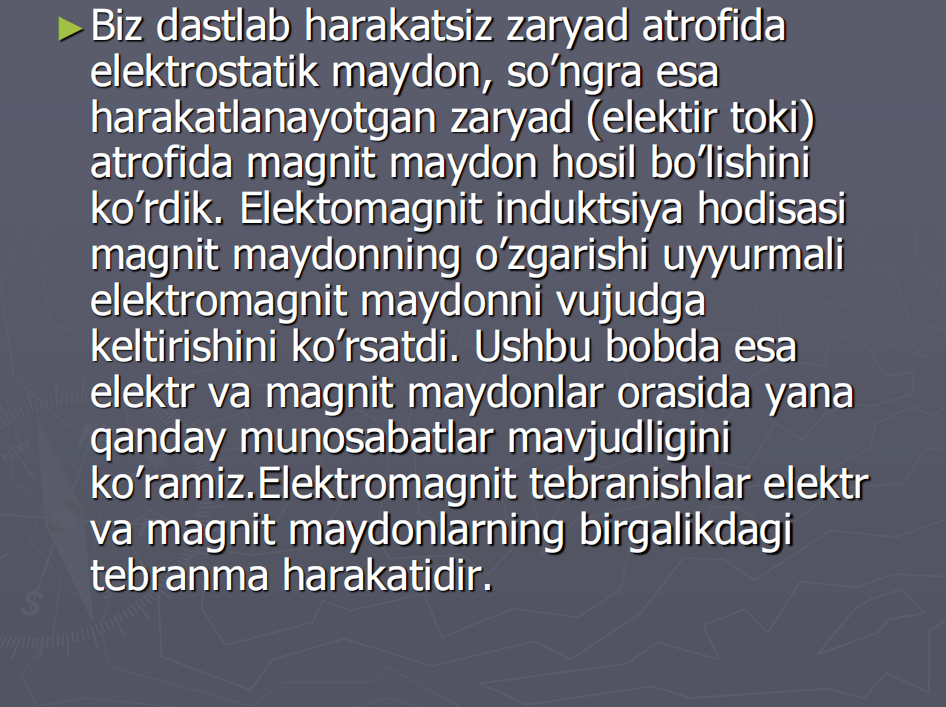 Biz dastlab harakatsiz zaryad atrofida
elektrostatik maydon, so’ngra esa
harakatlanayotgan zaryad (elektir toki)
atrofida magnit maydon hosil bo’lishini
ko’rdik. Elektomagnit induktsiya hodisasi
magnit maydonning o’zgarishi uyyurmali
elektromagnit maydonni vujudga
keltirishini ko’rsatdi. Ushbu bobda esa
elektr va magnit maydonlar orasida yana
qanday munosabatlar mavjudligini
ko’ramiz.Elektromagnit tebranishlar elektr
va magnit maydonlarning birgalikdagi
tebranma harakatidir.
S